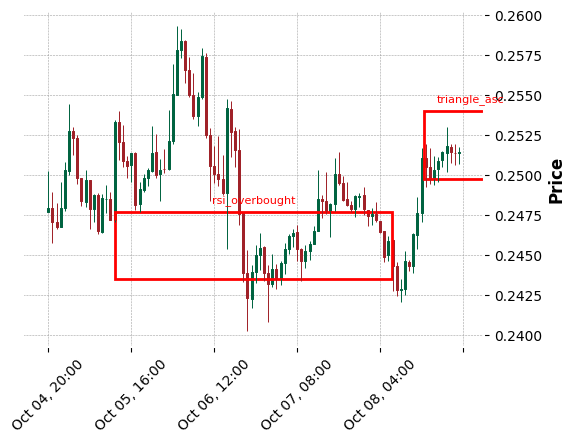 0.2600
0.2575
0.2550
triangle_asc
0.2525
0.2500
rsi_overbought
0.2475
0.2450
0.2425
0.2400
Price
Oct 04, 20:00
Oct 05, 16:00
Oct 06, 12:00
Oct 07, 08:00
Oct 08, 04:00